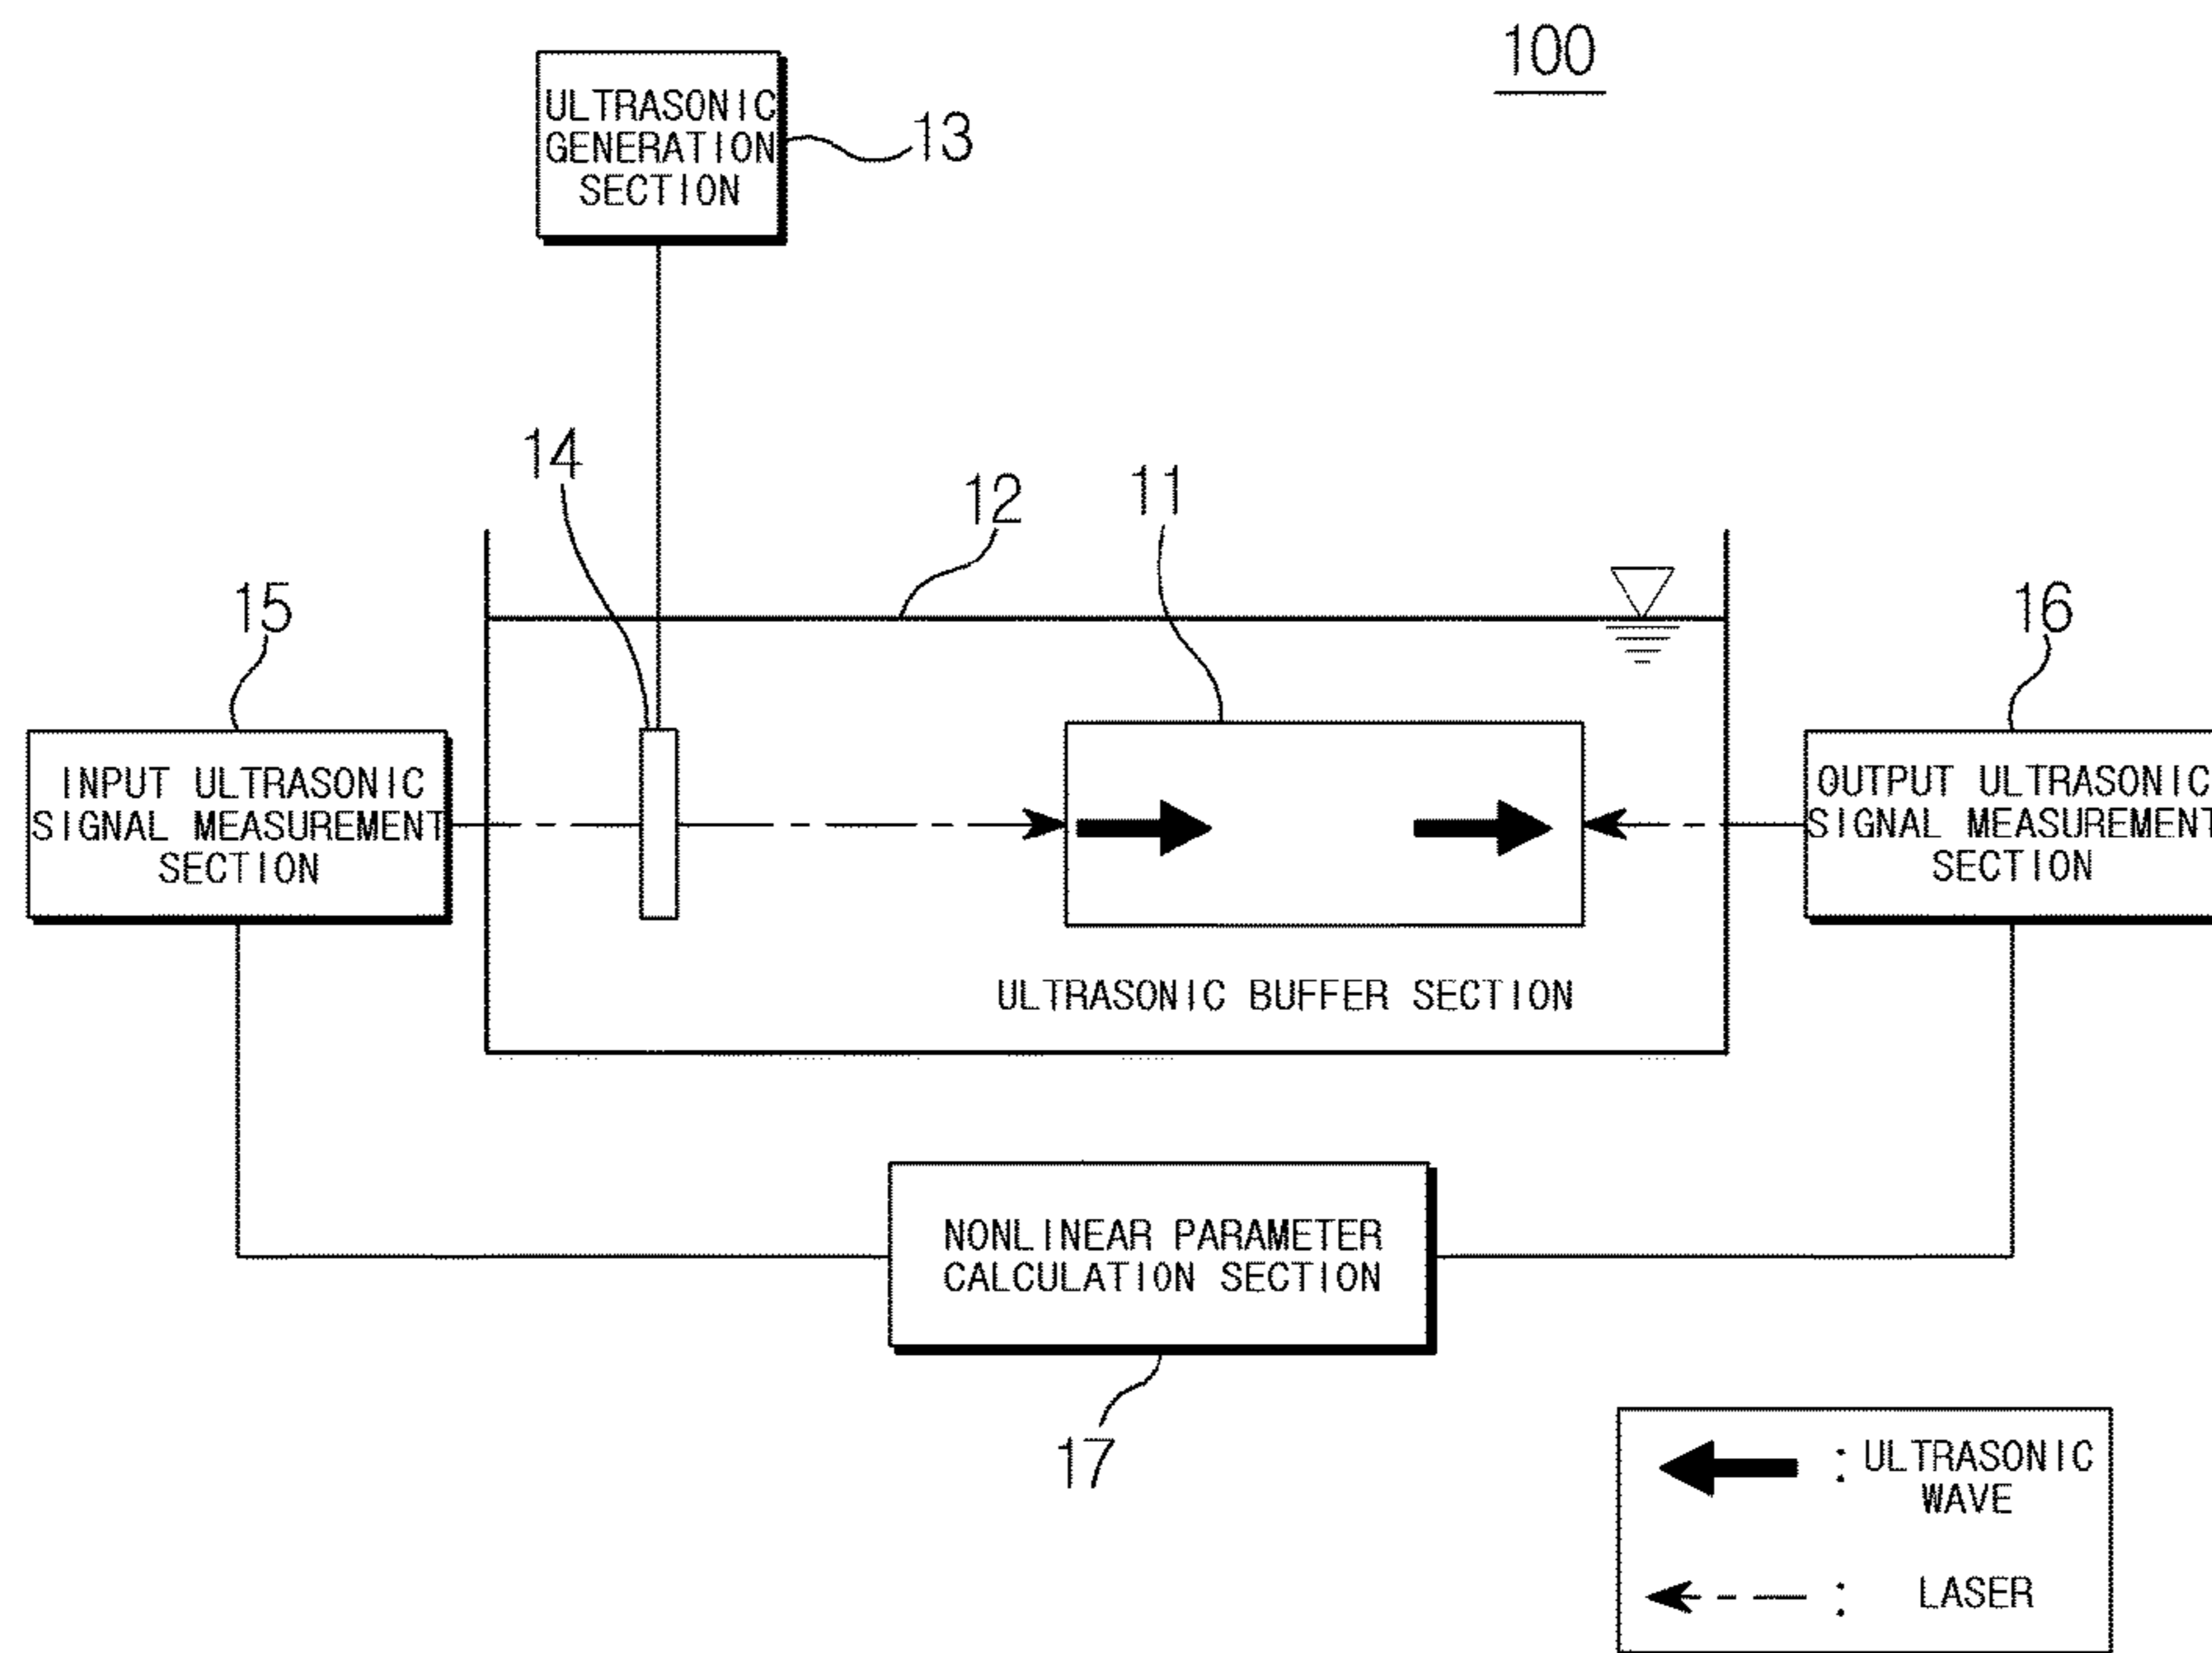 100
ULTRASONIC
GENERATION
SECTION
13
14
12
11
15
16
INPUT ULTRASONIC
SIGNAL MEASUREMENT
SECTION
OUTPUT ULTRASONIC
SIGNAL MEASUREMENT
SECTION
ULTRASONIC BUFFER SECTION
NONLINEAR PARAMETER
CALCULATION SECTION
17
: ULTRASONIC
WAVE
: LASER